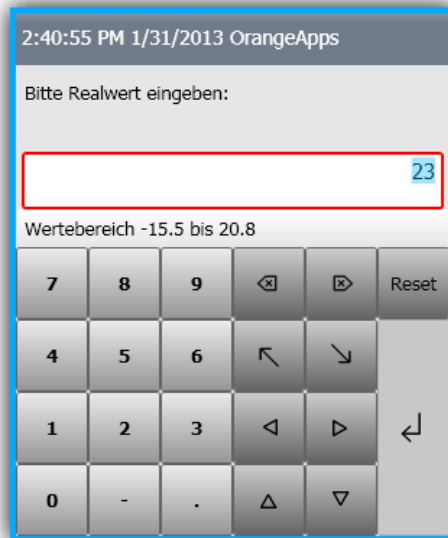 2:40:55 PM 1/31/2013 OrangeApps
Bitte Realwert eingeben:
23
Wertebereich -15.5 bis 20.8
7 8 9 Reset
4 5 6
1 2 3
0 - .